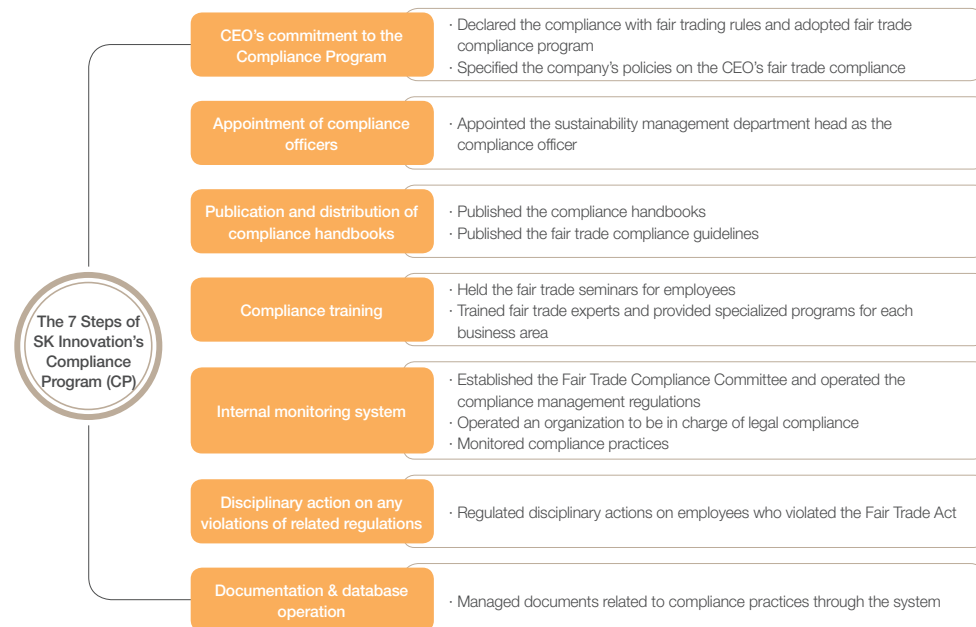 The 7 Steps of
SK Innovation's
Compliance
Program (CP)
CEO's commitment to the
Compliance Program
· Declared the compliance with fair trading rules and adopted fair trade
compliance program
· Specified the company's policies on the CEO's fair trade compliance
Appointment of compliance
officers
· Appointed the sustainability management department head as the
compliance officer
Publication and distribution of
compliance handbooks
· Published the compliance handbooks
· Published the fair trade compliance guidelines
Compliance training
· Held the fair trade seminars for employees
· Trained fair trade experts and provided specialized programs for each
business area
Internal monitoring system
· Established the Fair Trade Compliance Committee and operated the
compliance management regulations
· Operated an organization to be in charge of legal compliance
· Monitored compliance practices
Disciplinary action on any
violations of related regulations
· Regulated disciplinary actions on employees who violated the Fair Trade Act
Documentation & database
operation
· Managed documents related to compliance practices through the system